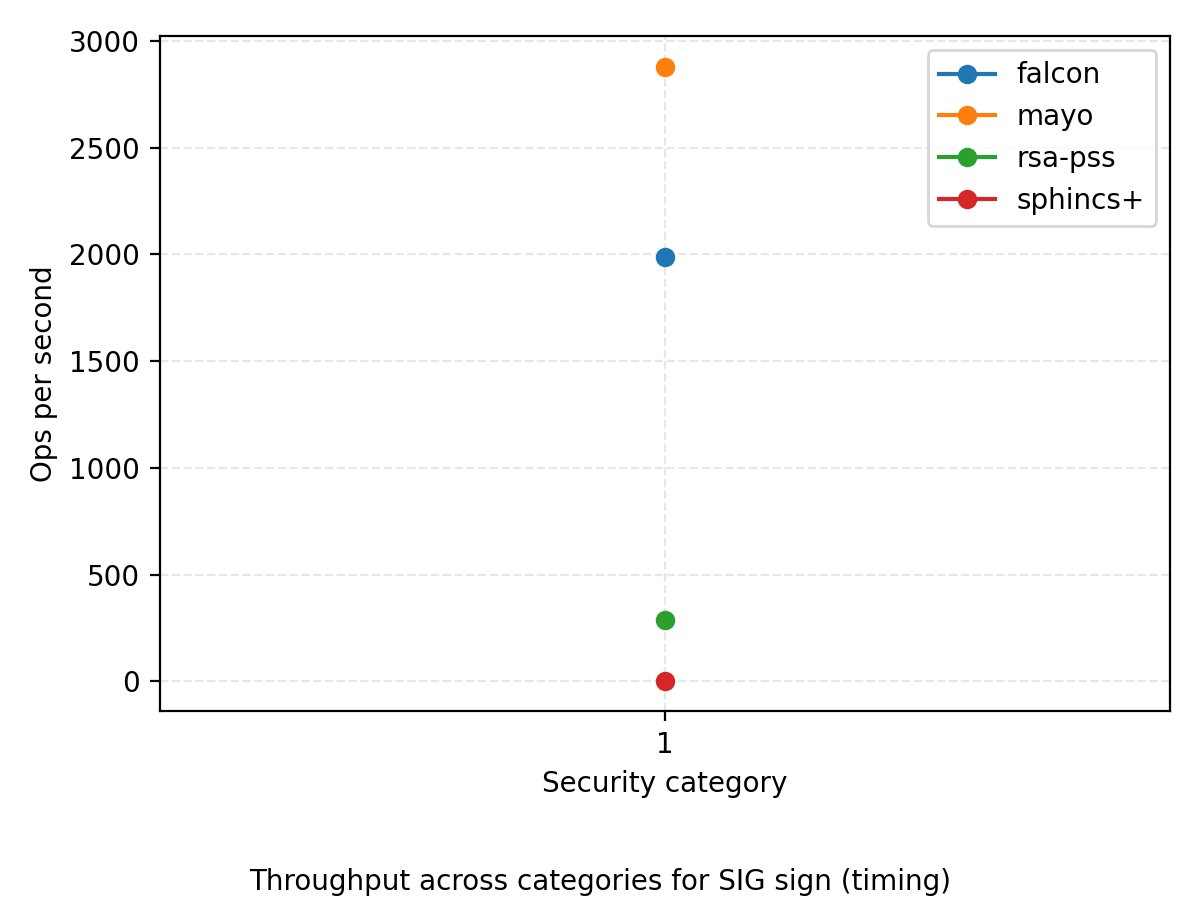 3000
2500
2000
1500
1000
500
0
Ops per second
falcon
mayo
rsa-pss
sphincs+
1
Security category
Throughput across categories for SIG sign (timing)